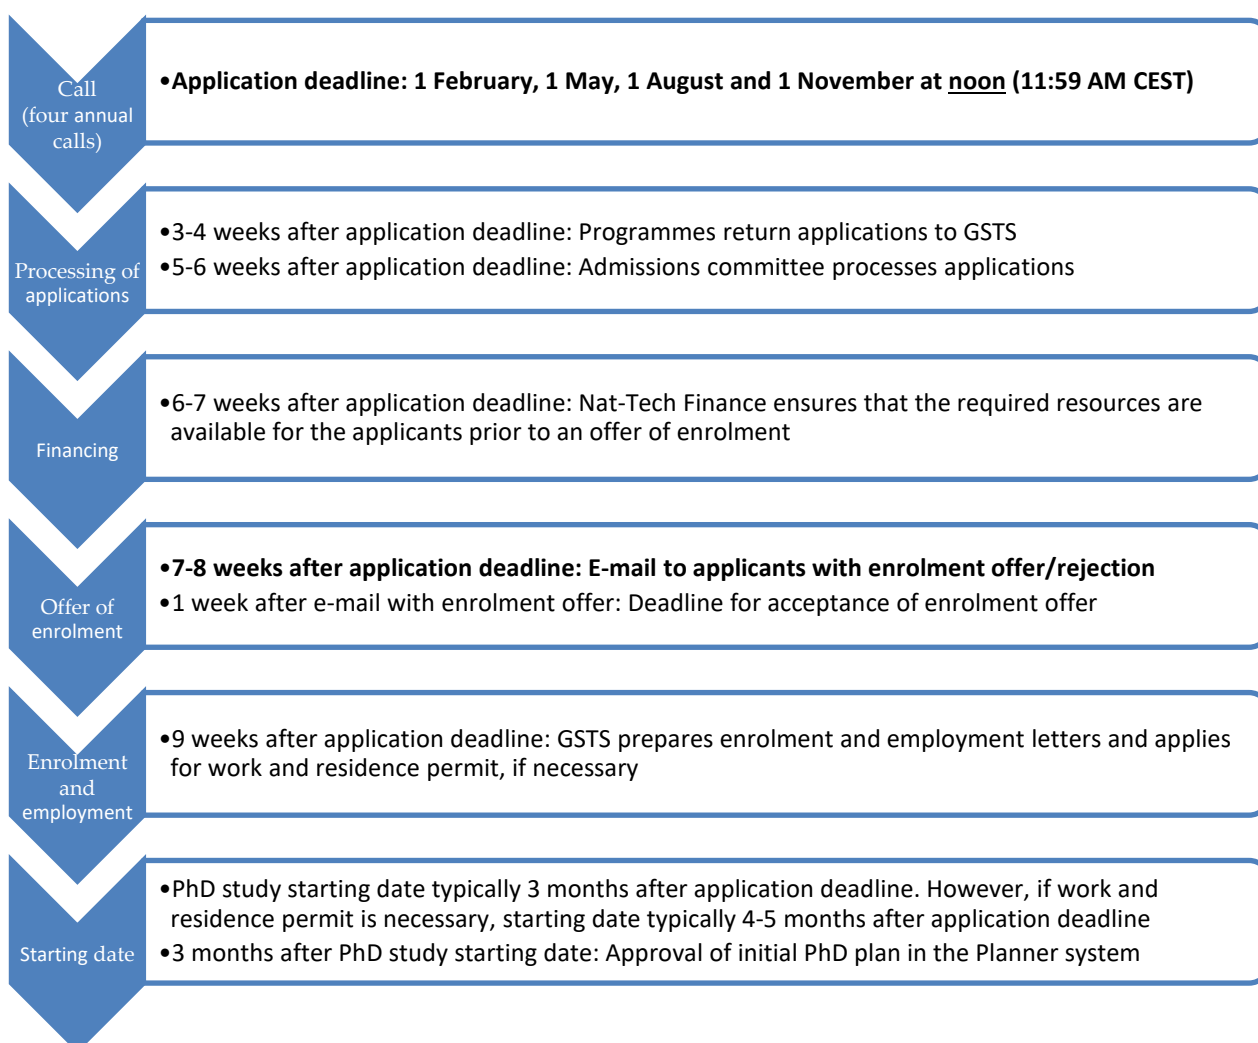 Call
(four annual
calls)
•Application deadline: 1 February, 1 May, 1 August and 1 November at noon (11:59 AM CEST)
Processing of
applications
•3-4 weeks after application deadline: Programmes return applications to GSTS
•5-6 weeks after application deadline: Admissions committee processes applications
Financing
•6-7 weeks after application deadline: Nat-Tech Finance ensures that the required resources are
available for the applicants prior to an offer of enrolment
Offer of
enrolment
•7-8 weeks after application deadline: E-mail to applicants with enrolment offer/rejection
•1 week after e-mail with enrolment offer: Deadline for acceptance of enrolment offer
Enrolment
and
employment
•9 weeks after application deadline: GSTS prepares enrolment and employment letters and applies
for work and residence permit, if necessary
Starting date
•PhD study starting date typically 3 months after application deadline. However, if work and
residence permit is necessary, starting date typically 4-5 months after application deadline
•3 months after PhD study starting date: Approval of initial PhD plan in the Planner system